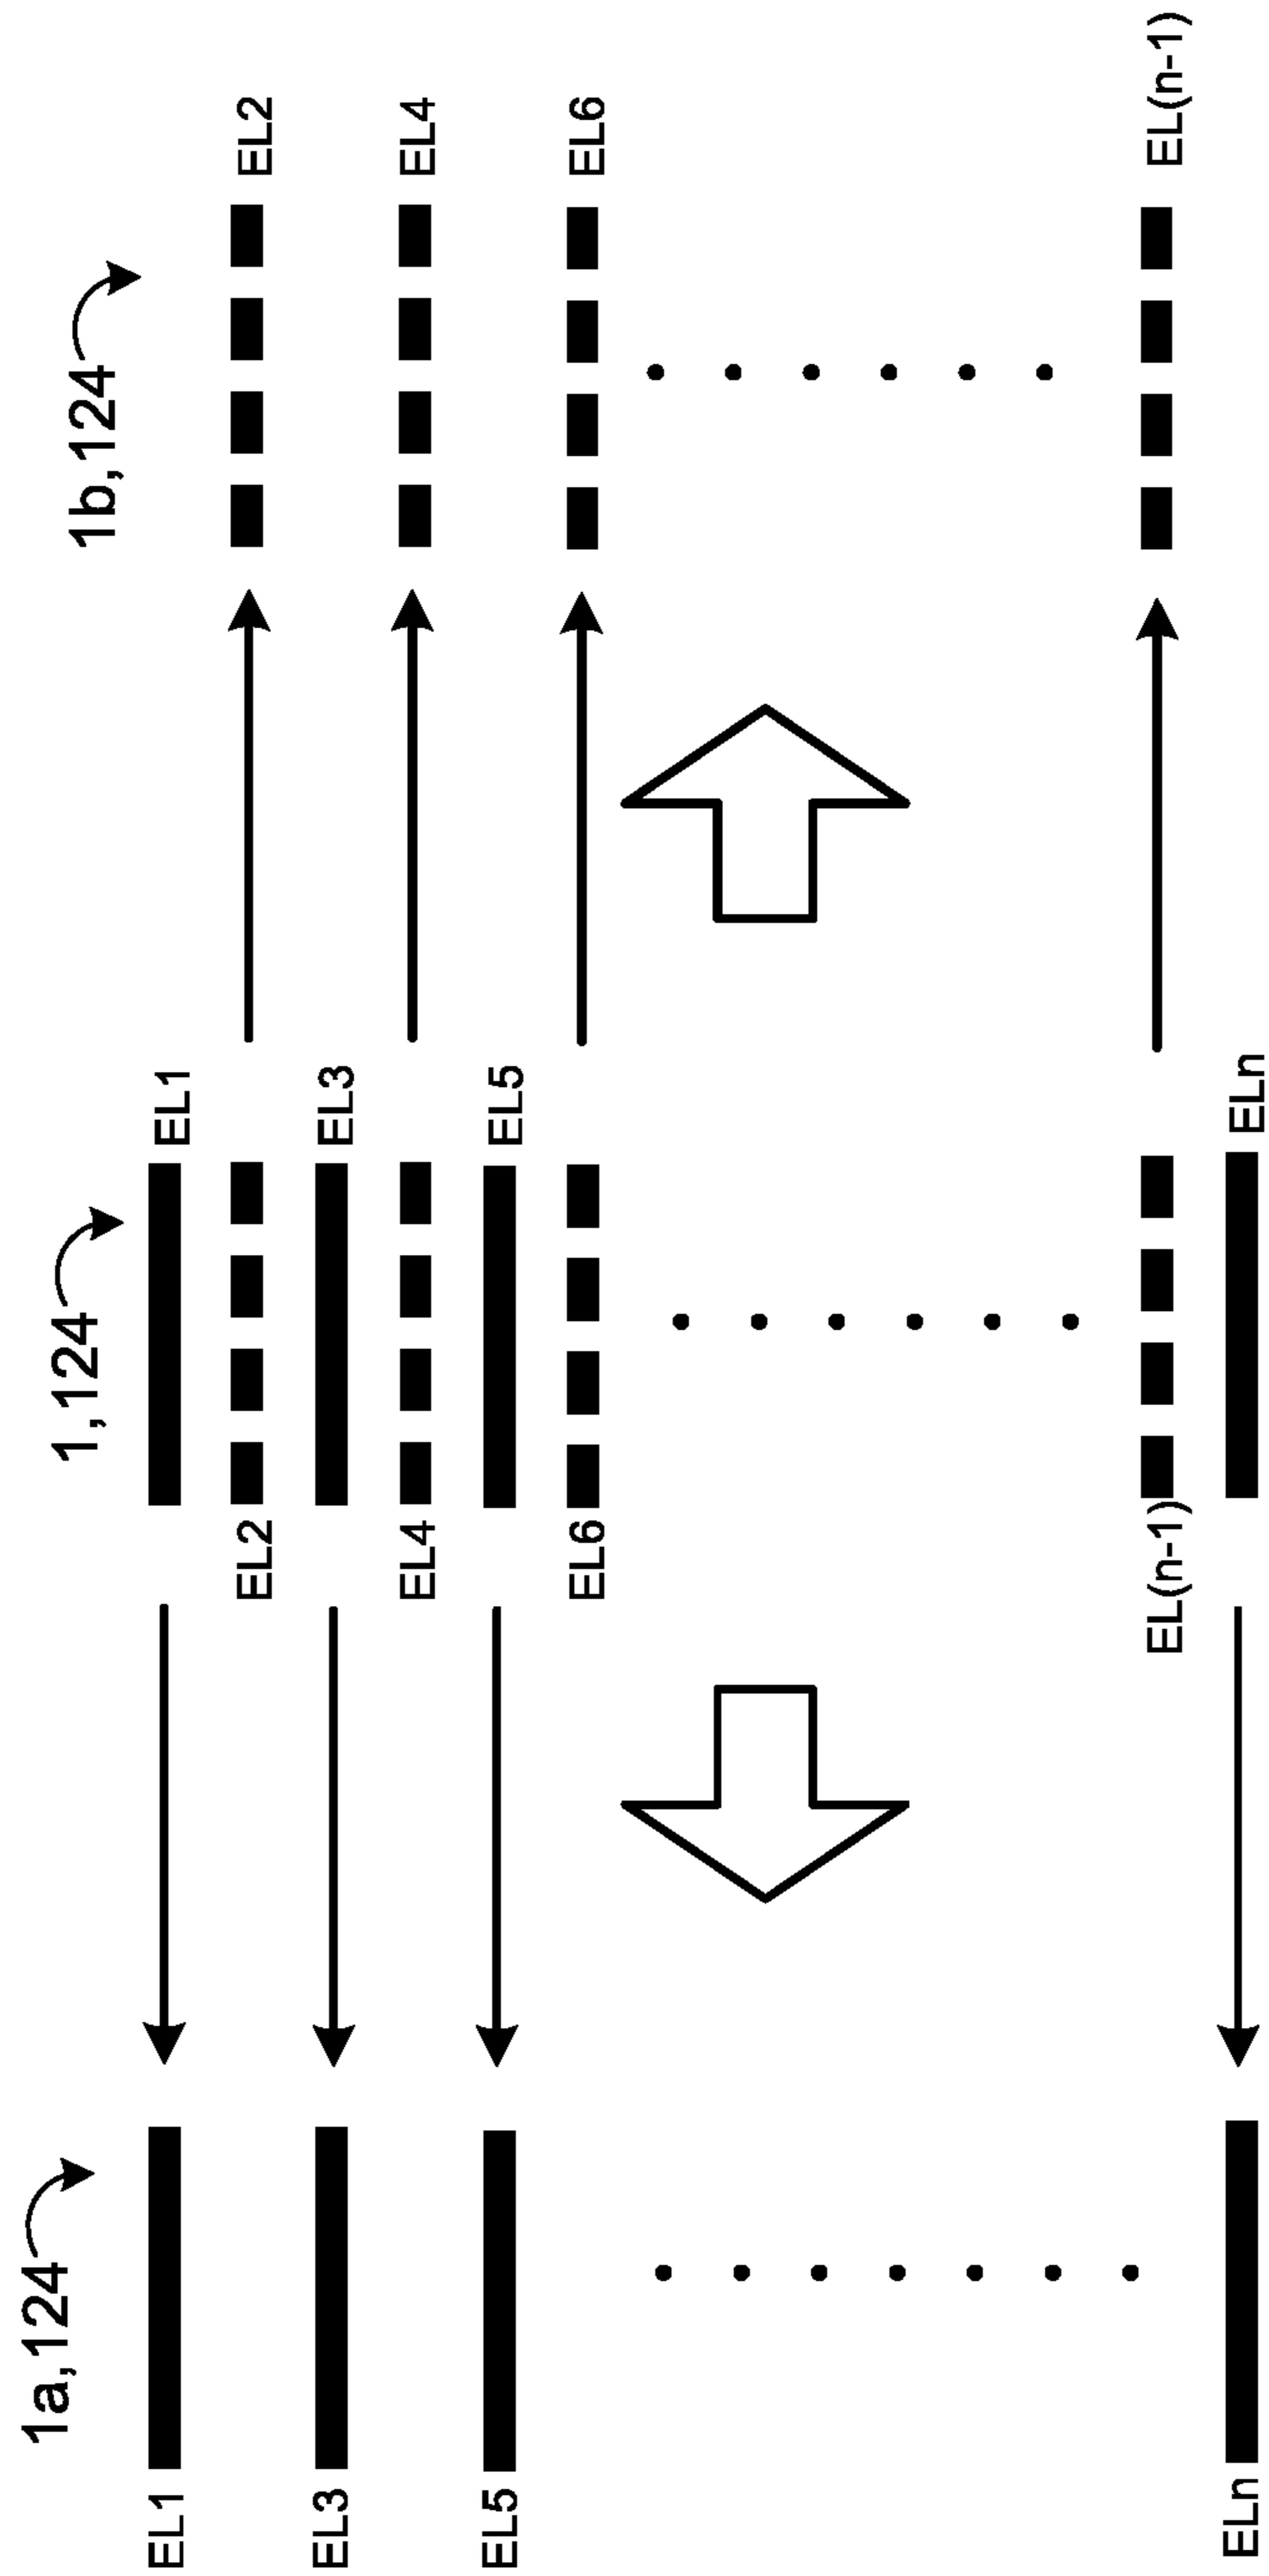 1a,124
1,124
1b,124
EL1
EL1
EL2
EL2
EL3
EL3
EL4
EL4
EL5
EL5
EL6
EL6
EL(n-1)
EL(n-1)
ELn
ELn